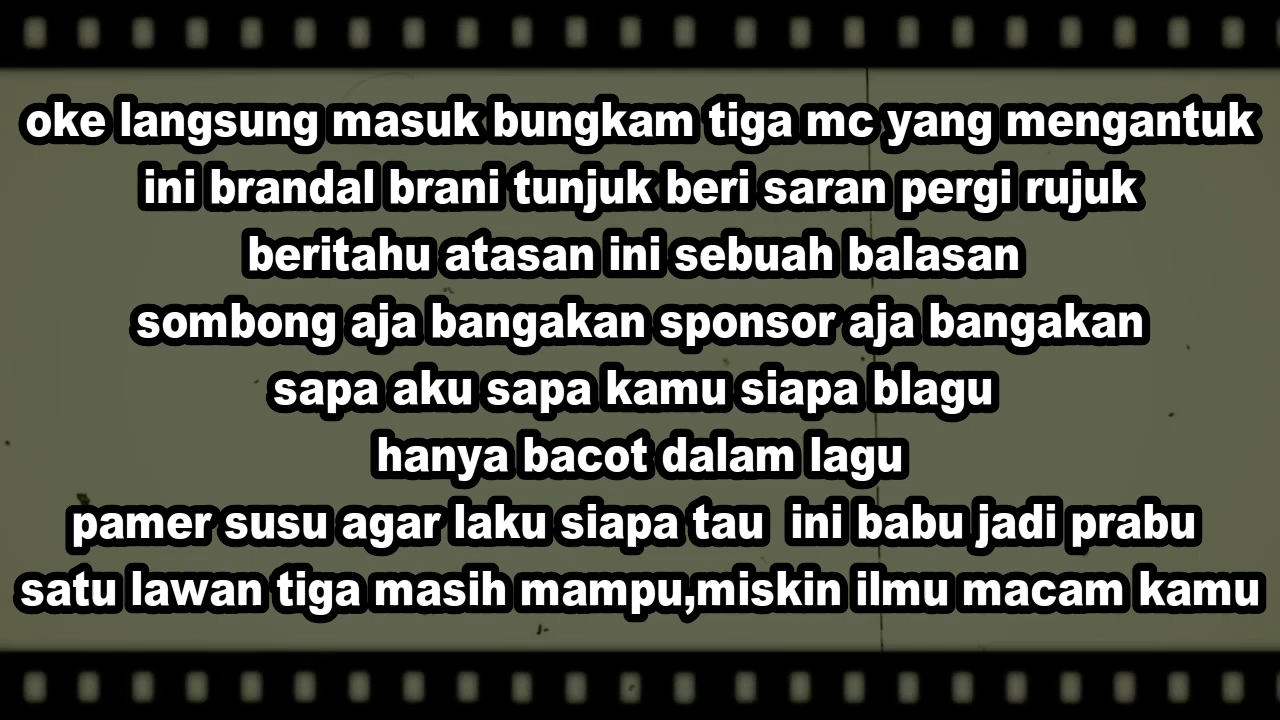 oke langsung masuk bungkam tiga mc yang mengantuk
ini brandal brani tunjuk beri saran pergi rujuk
beritahu atasan ini sebuah balasan
sombong aja bangakan sponsor aja bangakan
sapa aku sapa kamu siapa blagu
hanya bacot dalam lagu
pamer susu agar laku siapa tau  ini babu jadi prabu
satu lawan tiga masih mampu,miskin ilmu macam kamu